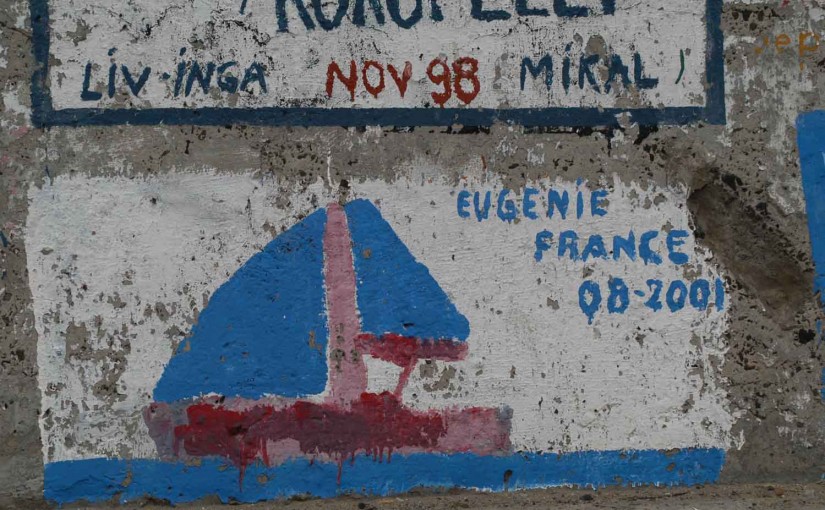 LIV·INGA NOV 98 MIKAL
EUGENIE
FRANCE
08-2001